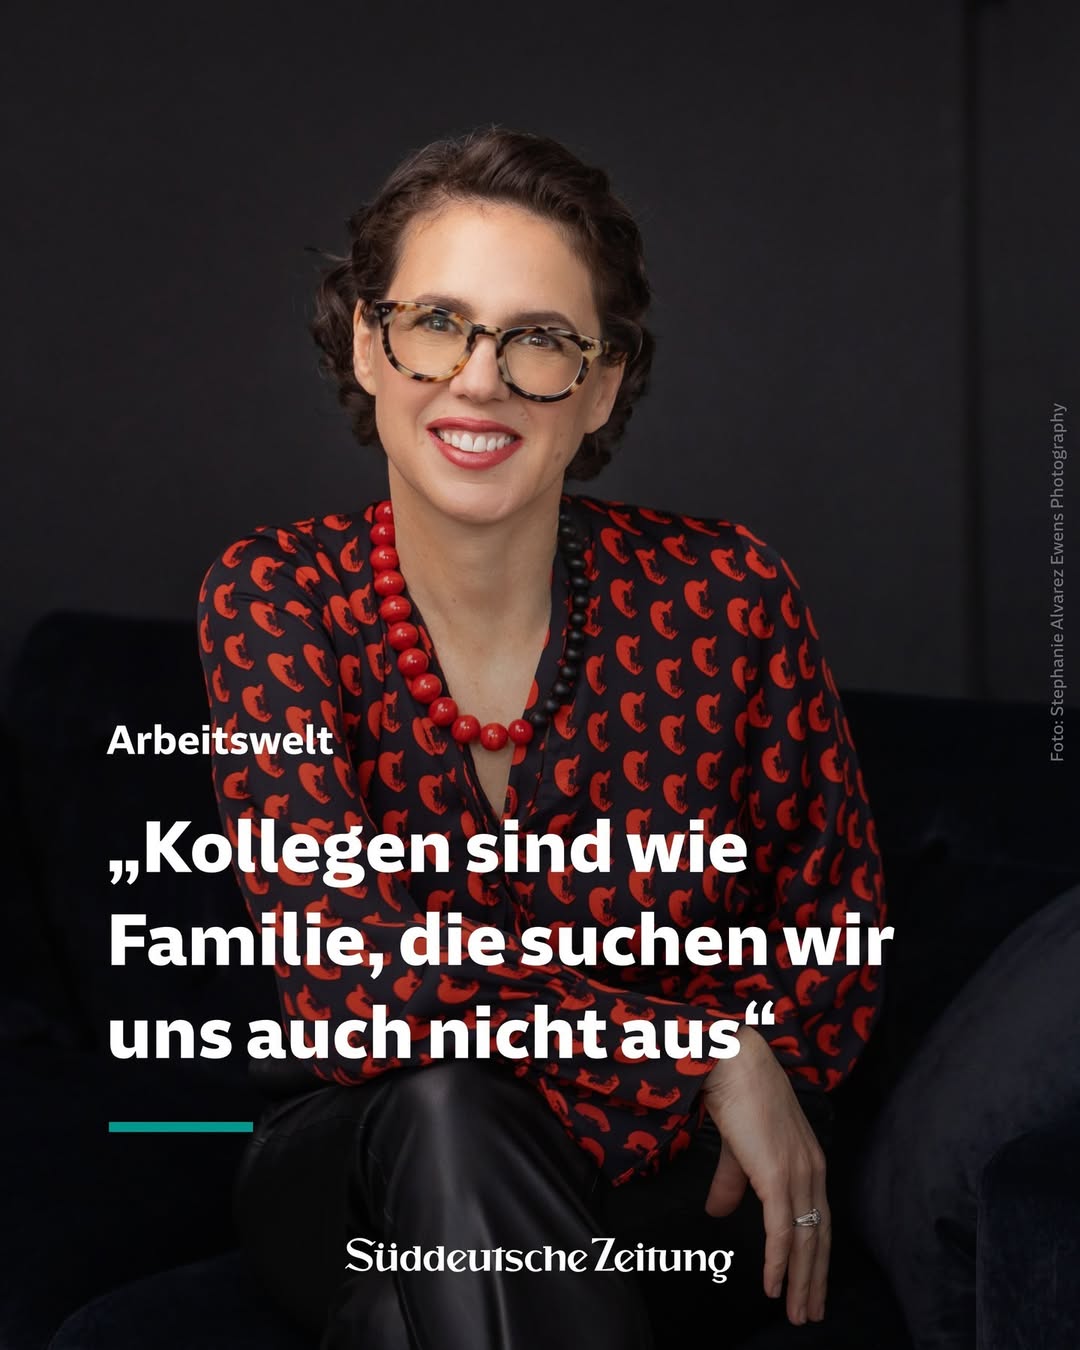 Foto: Stephanie Alvarez Ewens Photography
Arbeitswelt
„Kollegen sind wie
Familie, die suchen wir
uns auch nicht aus“
Süddeutsche Zeitung